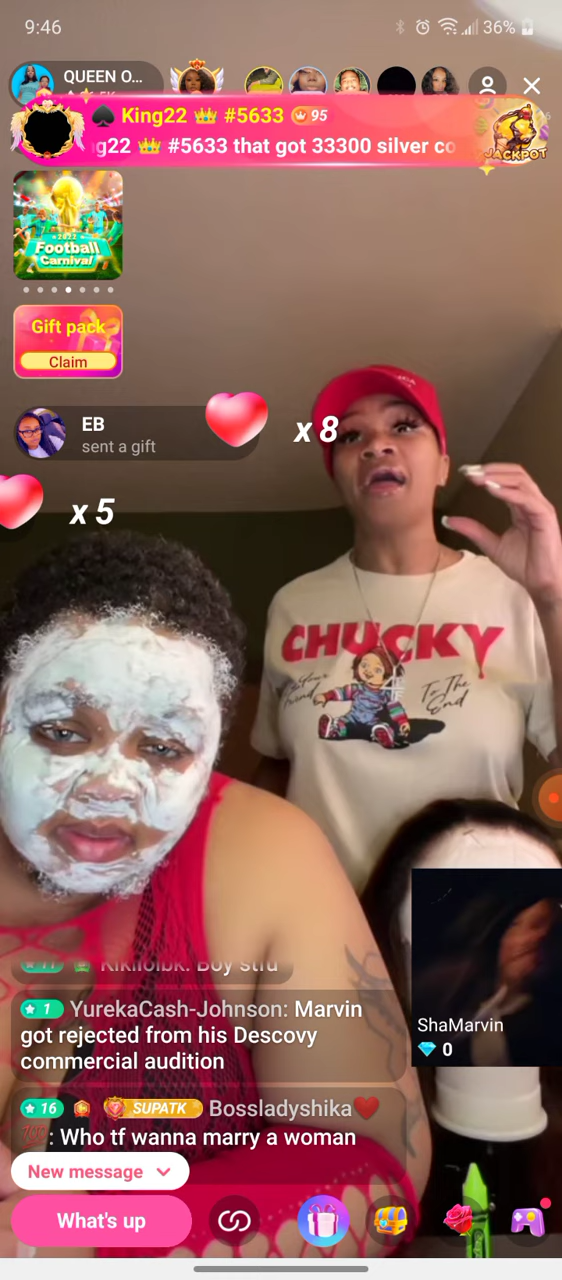 9:46
36%
QUEEN O...
King22 👑 #5633 95
g22 👑 #5633 that got 33300 silver co
JACKPOT
2022
Football
Carnival
Gift pack
Claim
EB
sent a gift
x 8
x 5
CHUCKY
To The
End
YurekaCash-Johnson: Marvin
got rejected from his Descovy
commercial audition
1
16 SUPATK Bossladyshika❤️
💯: Who tf wanna marry a woman
ShaMarvin
0
New message
What's up